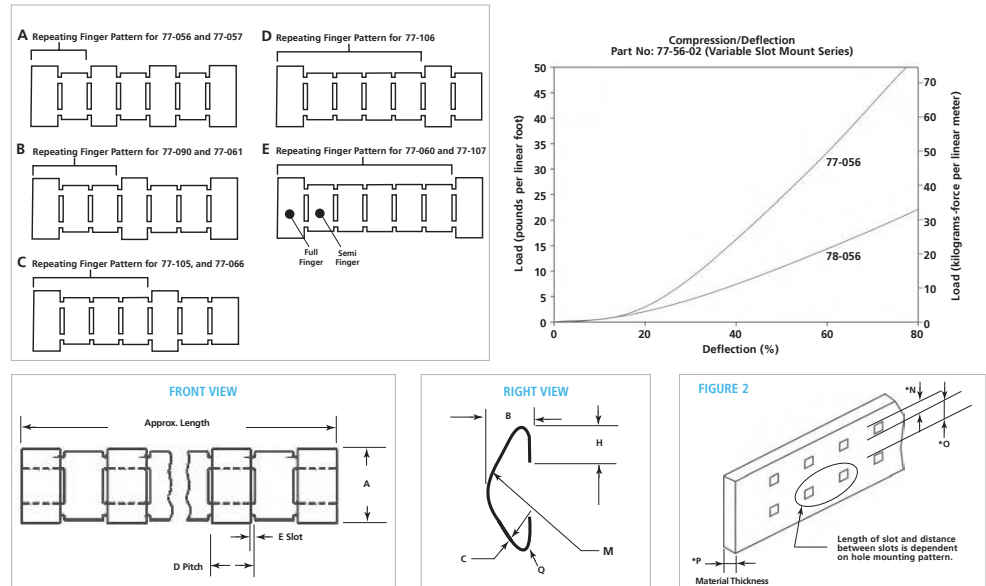 A Repeating Finger Pattern for 77-056 and 77-057
B Repeating Finger Pattern for 77-090 and 77-061
C Repeating Finger Pattern for 77-105, and 77-066
D Repeating Finger Pattern for 77-106
E Repeating Finger Pattern for 77-060 and 77-107
Full
Finger
Semi
Finger
Compression/Deflection
Part No: 77-56-02 (Variable Slot Mount Series)
Load (pounds per linear foot)
50
45
40
35
30
25
20
15
10
5
0
0
20
40
60
80
Deflection (%)
77-056
78-056
70
60
50
40
30
20
10
0
Load (kilograms-force per linear meter)
FRONT VIEW
Approx. Length
A
E Slot
D Pitch
RIGHT VIEW
B
H
C
M
Q
FIGURE 2
*N
*O
Length of slot and distance
between slots is dependent
on hole mounting pattern.
*P
Material Thickness